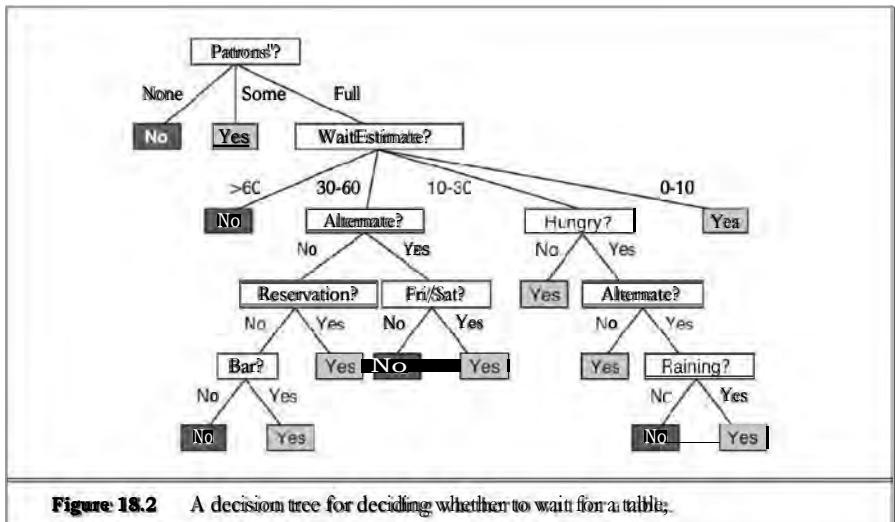 Patrons"?
None Some Full
No Yes WaitEstimate?
>60 30-60 10-30 0-10
No Alternate? Hungry? Yes
No Yes No Yes
Reservation? Fri/Sat? Yes Alternate?
No Yes No Yes No Yes
Bar? Yes No Yes Yes Raining?
No Yes No Yes
No Yes No Yes
Figure 18.2 A decision tree for deciding whether to wait for a table;